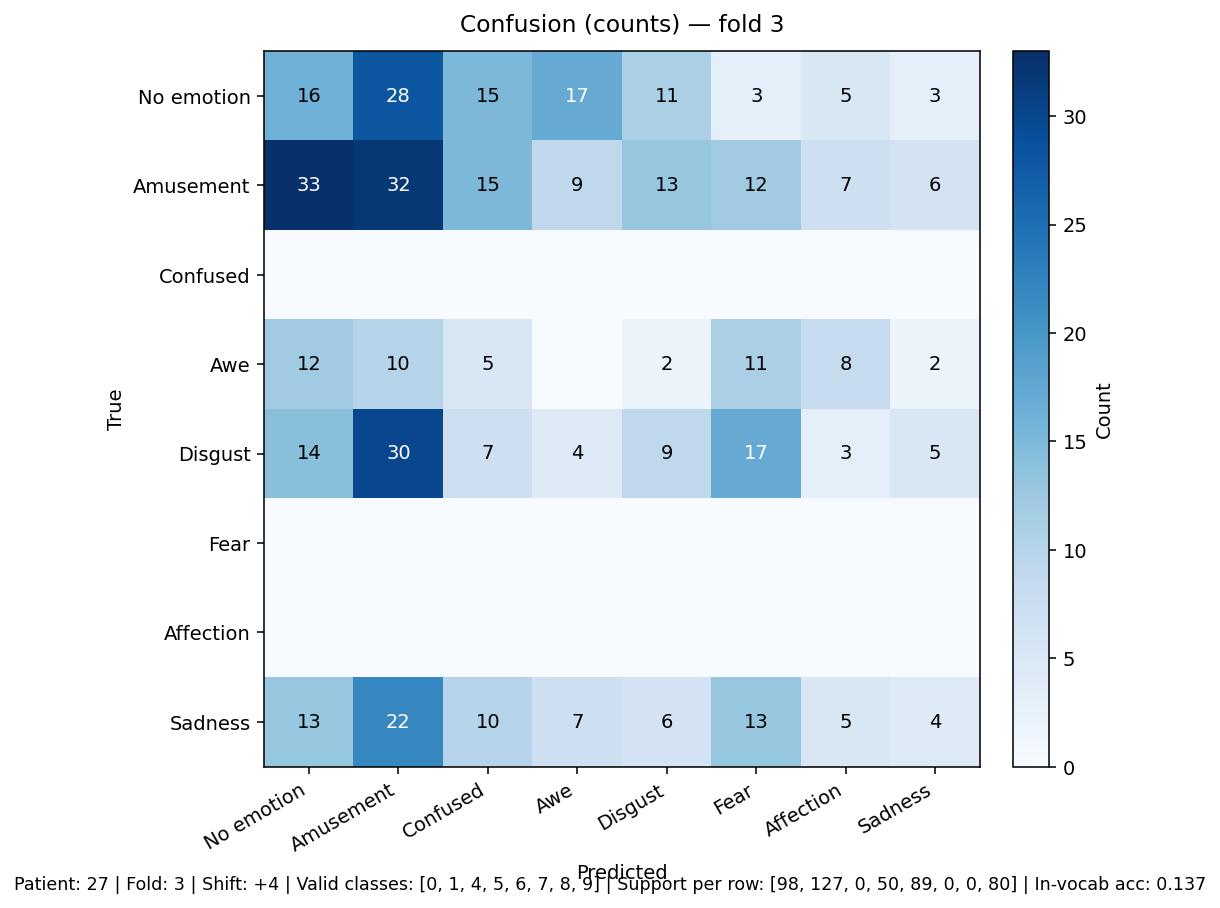 Confusion (counts) — fold 3
No emotion 16 28 15 17 11 3 5 3
Amusement 33 32 15 9 13 12 7 6
Confused
Awe 12 10 5 2 11 8 2
Disgust 14 30 7 4 9 17 3 5
Fear
Affection
Sadness 13 22 10 7 6 13 5 4
True
No emotion Amusement Confused Awe Disgust Fear Affection Sadness
Predicted
30
25
20
15
10
5
0
Count
Patient: 27 | Fold: 3 | Shift: +4 | Valid classes: [0, 1, 4, 5, 6, 7, 8, 9] | Support per row: [98, 127, 0, 50, 89, 0, 0, 80] | In-vocab acc: 0.137